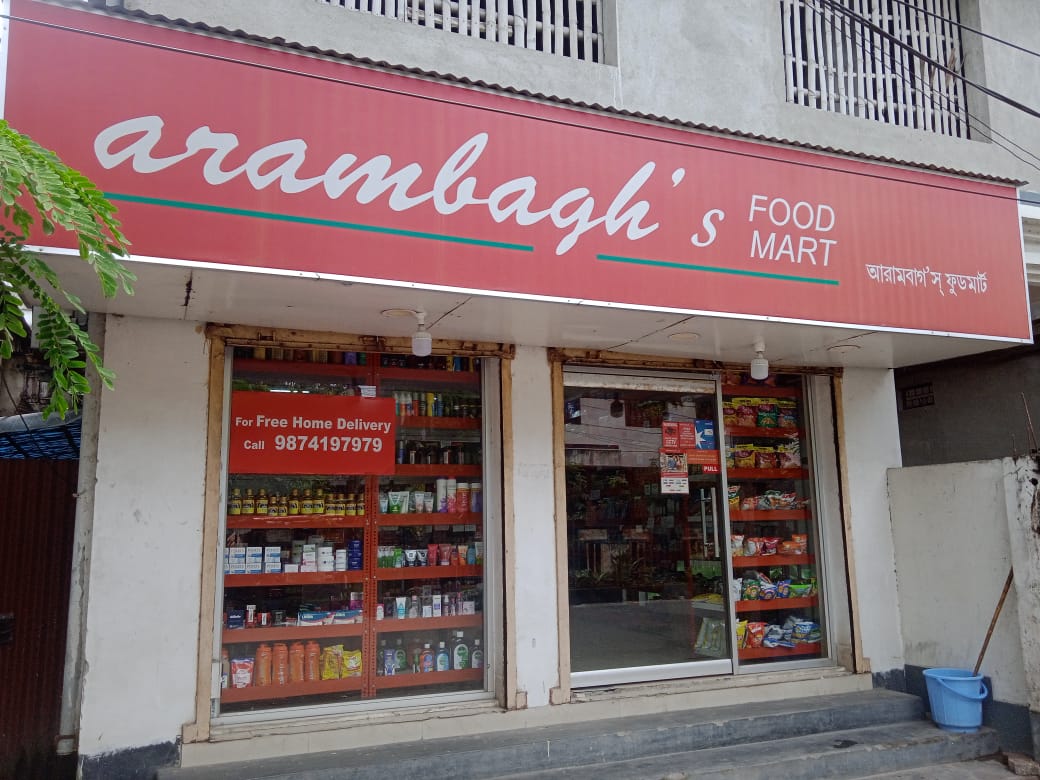 arambagh's
FOOD
MART
আরামবাগ'স্ ফুডমার্ট
For Free Home Delivery
Call 9874197979
PULL